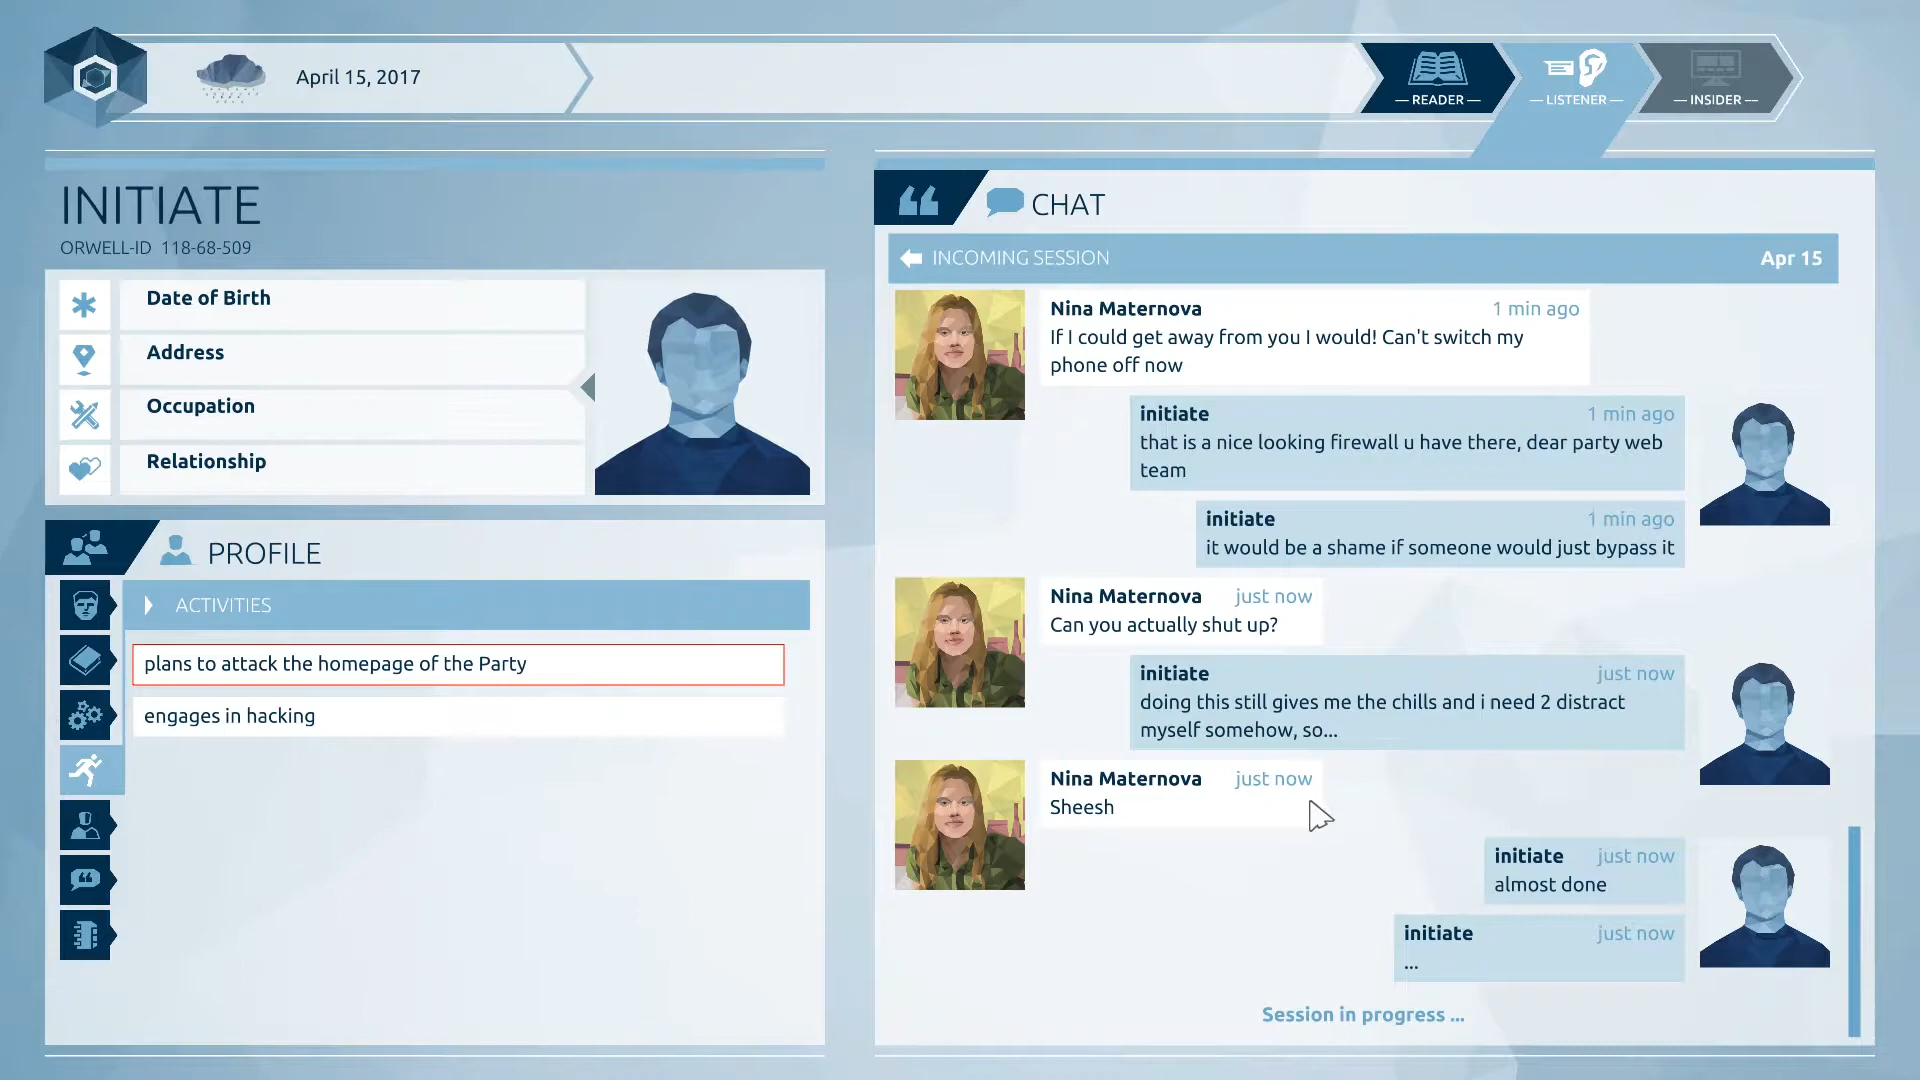 April 15, 2017
READER
LISTENER
INSIDER
INITIATE
ORWELL-ID 118-68-509
Date of Birth
Address
Occupation
Relationship
PROFILE
ACTIVITIES
plans to attack the homepage of the Party
engages in hacking
CHAT
INCOMING SESSION
Apr 15
Nina Maternova 1 min ago
If I could get away from you I would! Can't switch my
phone off now
initiate 1 min ago
that is a nice looking firewall u have there, dear party web
team
initiate 1 min ago
it would be a shame if someone would just bypass it
Nina Maternova just now
Can you actually shut up?
initiate just now
doing this still gives me the chills and i need 2 distract
myself somehow, so...
Nina Maternova just now
Sheesh
initiate just now
almost done
initiate just now
...
Session in progress ...